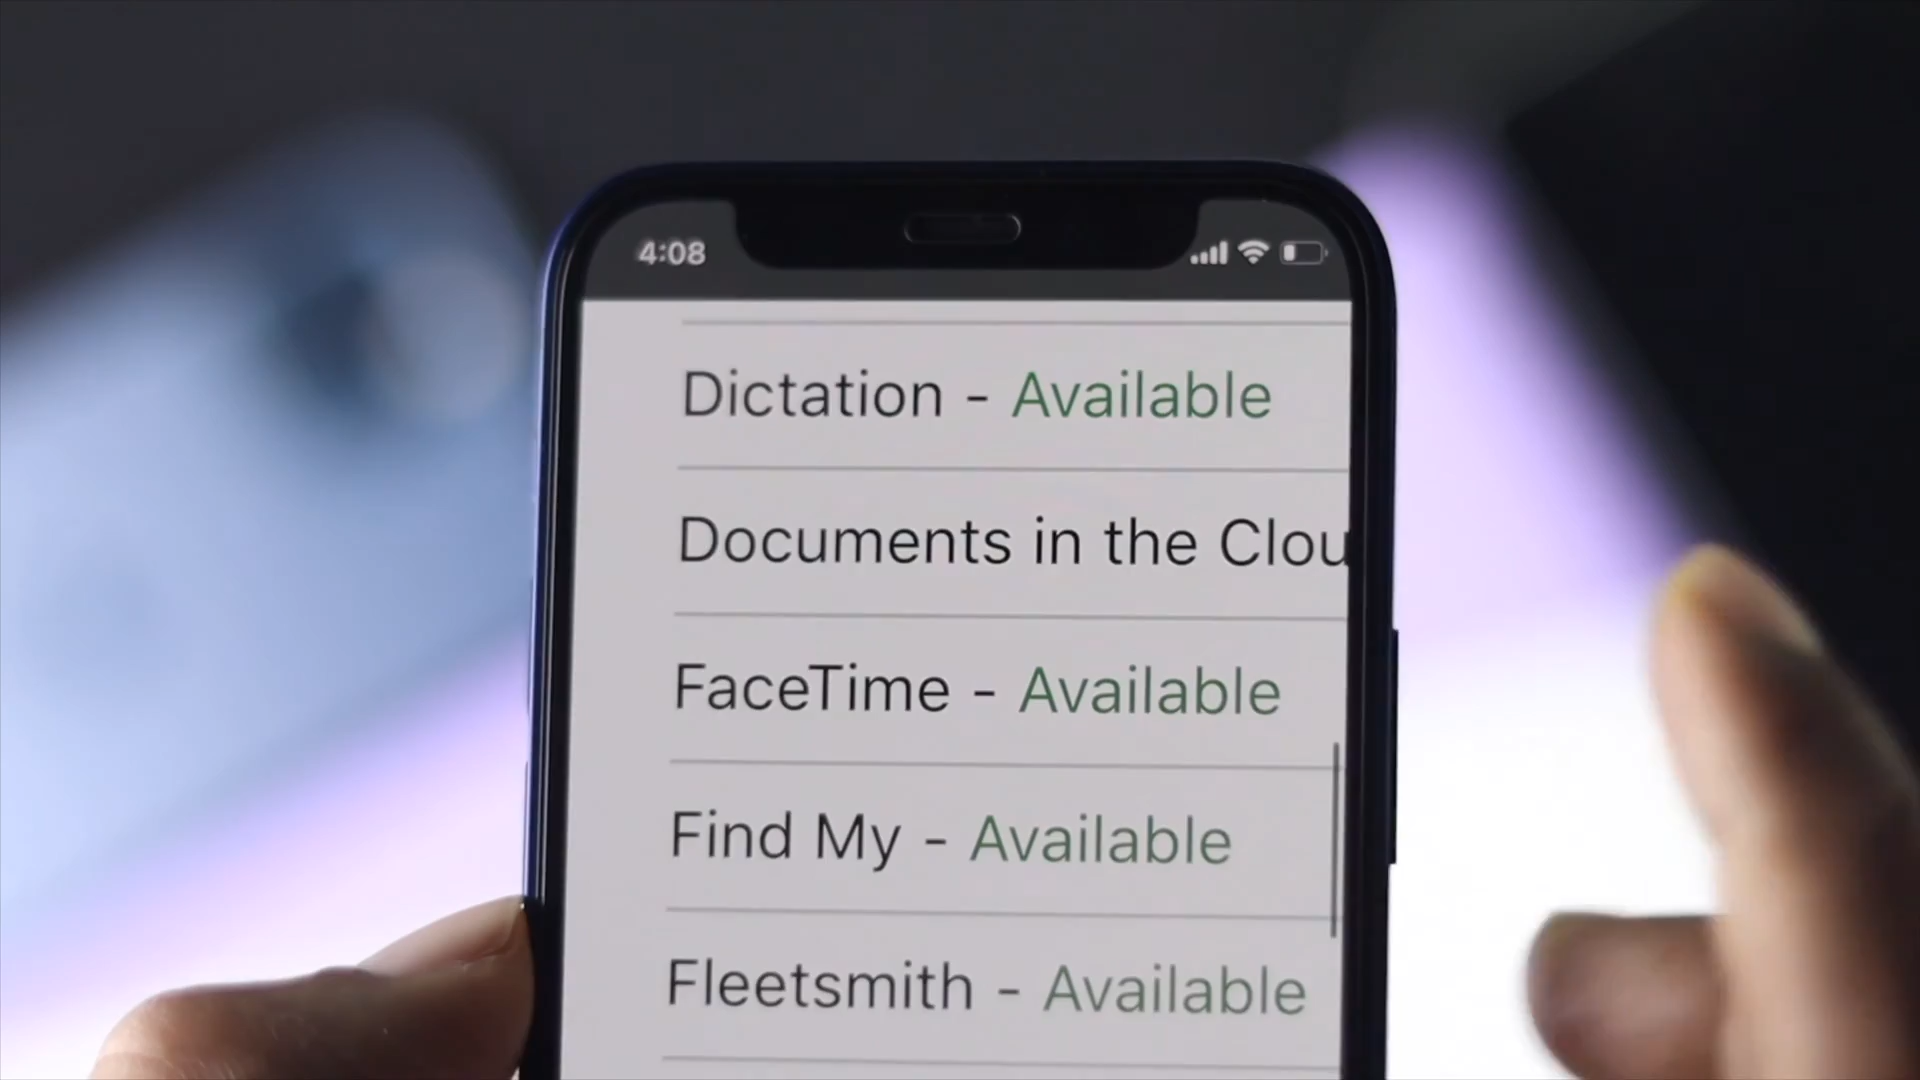 4:08
Dictation - Available
Documents in the Clou
FaceTime - Available
Find My - Available
Fleetsmith - Available